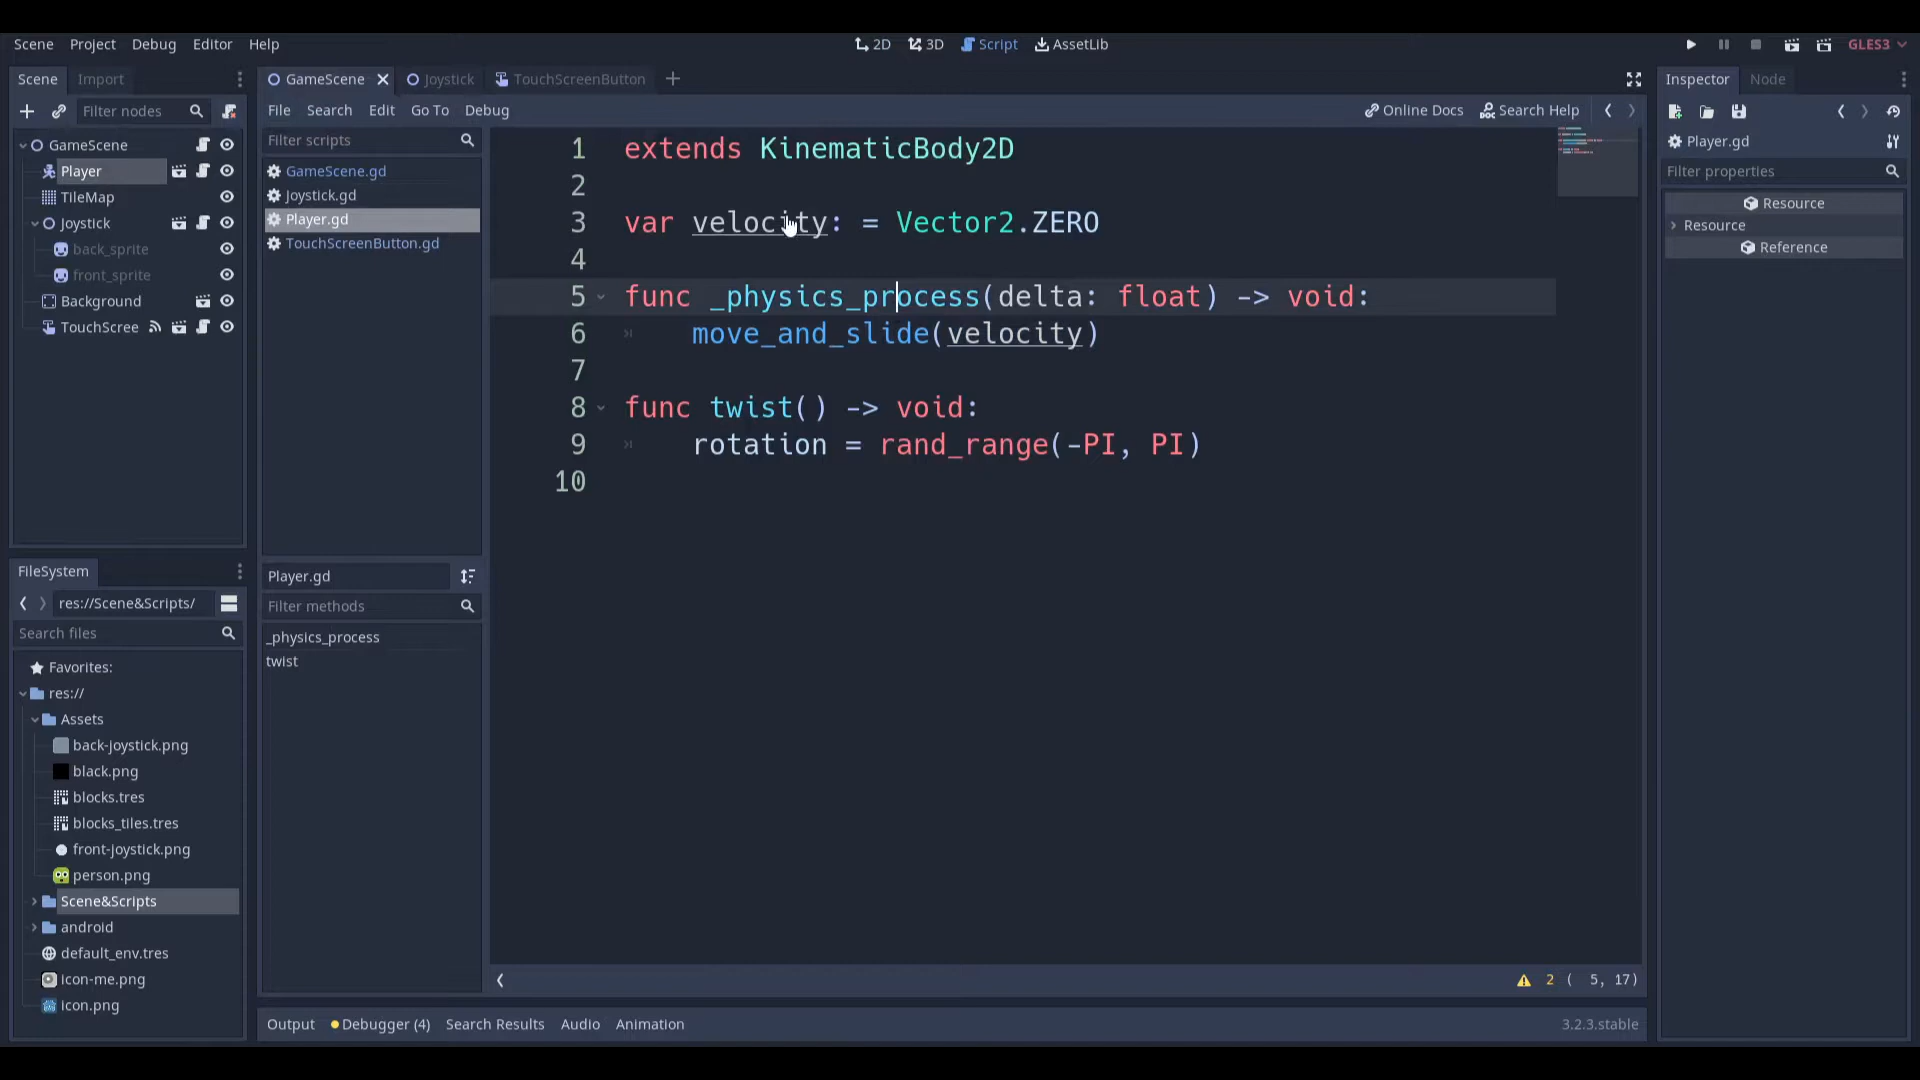 Scene Project Debug Editor Help
2D 3D Script AssetLib
GLES3
Scene Import
Filter nodes
GameScene
Player
TileMap
Joystick
back_sprite
front_sprite
Background
TouchScree
FileSystem
res://Scene&Scripts/
Search files
Favorites:
res://
Assets
back-joystick.png
black.png
blocks.tres
blocks_tiles.tres
front-joystick.png
person.png
Scene&Scripts
android
default_env.tres
icon-me.png
icon.png
GameScene Joystick TouchScreenButton
File Search Edit Go To Debug
Online Docs Search Help
Filter scripts
GameScene.gd
Joystick.gd
Player.gd
TouchScreenButton.gd
Player.gd
Filter methods
_physics_process
twist
1 extends KinematicBody2D
2
3 var velocity: = Vector2.ZERO
4
5 func _physics_process(delta: float) -> void:
6 move_and_slide(velocity)
7
8 func twist() -> void:
9 rotation = rand_range(-PI, PI)
10
2 ( 5, 17)
Output Debugger (4) Search Results Audio Animation
3.2.3.stable
Inspector Node
Player.gd
Filter properties
Resource
Resource
Reference